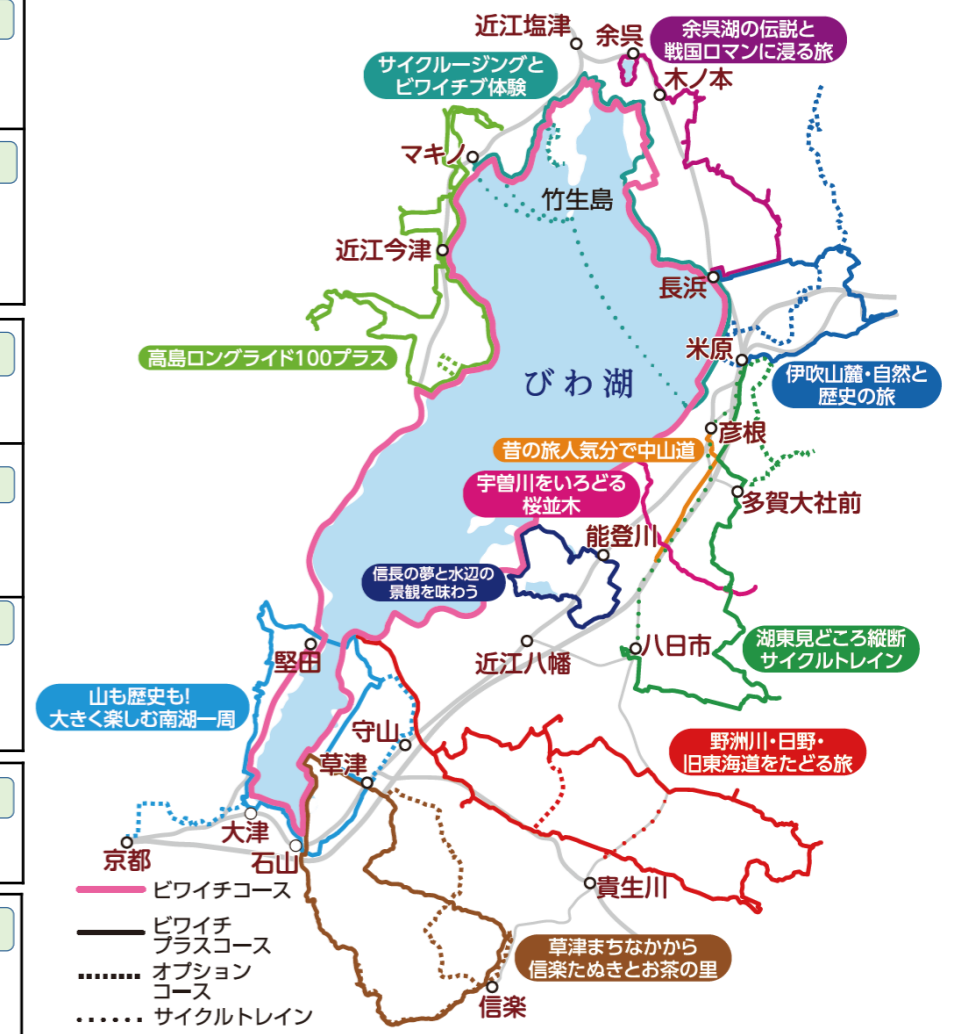 近江塩津
余呉
余呉湖の伝説と
戦国ロマンに浸る旅
サイクルージングと
ビワイチプ体験
木ノ本
マキノ
竹生島
近江今津
長浜
高島ロングライド100プラス
米原
びわ湖
伊吹山麓・自然と
歴史の旅
彦根
昔の旅人気分で中山道
宇曽川をいろどる
桜並木
多賀大社前
能登川
信長の夢と水辺の
景観を味わう
堅田
近江八幡
八日市
湖東見どころ縦断
サイクルトレイン
山も歴史も!
大きく楽しむ南湖一周
守山
草津
野洲川・日野・
旧東海道をたどる旅
大津
京都
石山
貴生川
ビワイチコース
ビワイチ
プラスコース
オプション
コース
サイクルトレイン
草津まちなかから
信楽たぬきとお茶の里
信楽